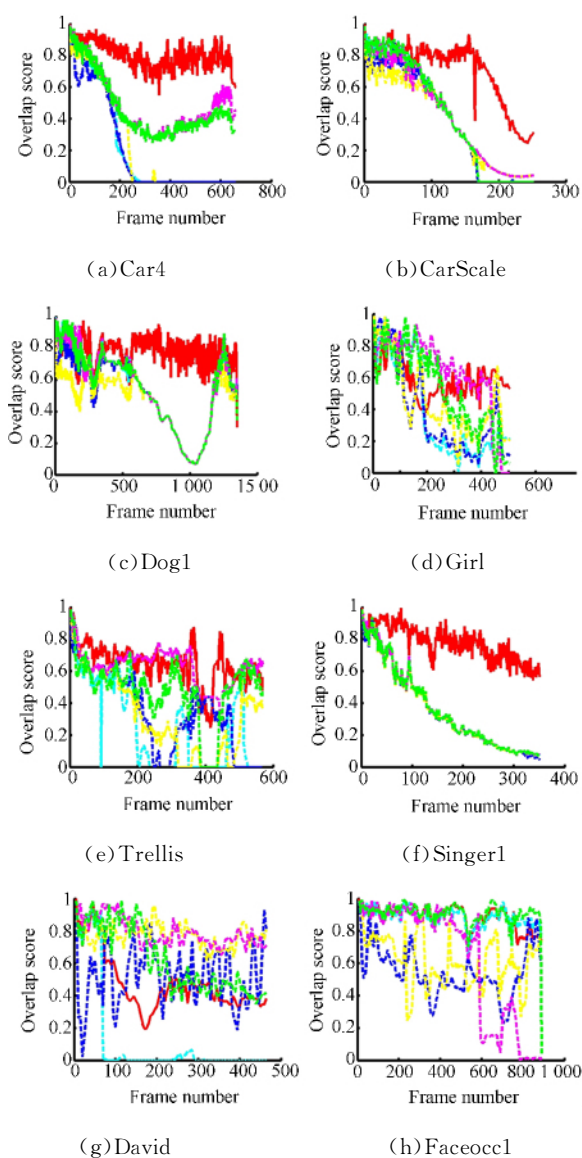 1
0.8
0.6
0.4
0.2
0
0 200 400 600 800
Overlap score
Frame number
(a)Car4
1
0.8
0.6
0.4
0.2
0
0 100 200 300
Overlap score
Frame number
(b)CarScale
1
0.8
0.6
0.4
0.2
0
0 500 1 000 15 00
Overlap score
Frame number
(c)Dog1
1
0.8
0.6
0.4
0.2
0
0 200 400 600
Overlap score
Frame number
(d)Girl
1
0.8
0.6
0.4
0.2
0
0 200 400 600
Overlap score
Frame number
(e)Trellis
1
0.8
0.6
0.4
0.2
0
0 100 200 300 400
Overlap score
Frame number
(f)Singer1
1
0.8
0.6
0.4
0.2
0
0 100 200 300 400 500
Overlap score
Frame number
(g)David
1
0.8
0.6
0.4
0.2
0
0 200 400 600 800 1 000
Overlap score
Frame number
(h)Faceocc1